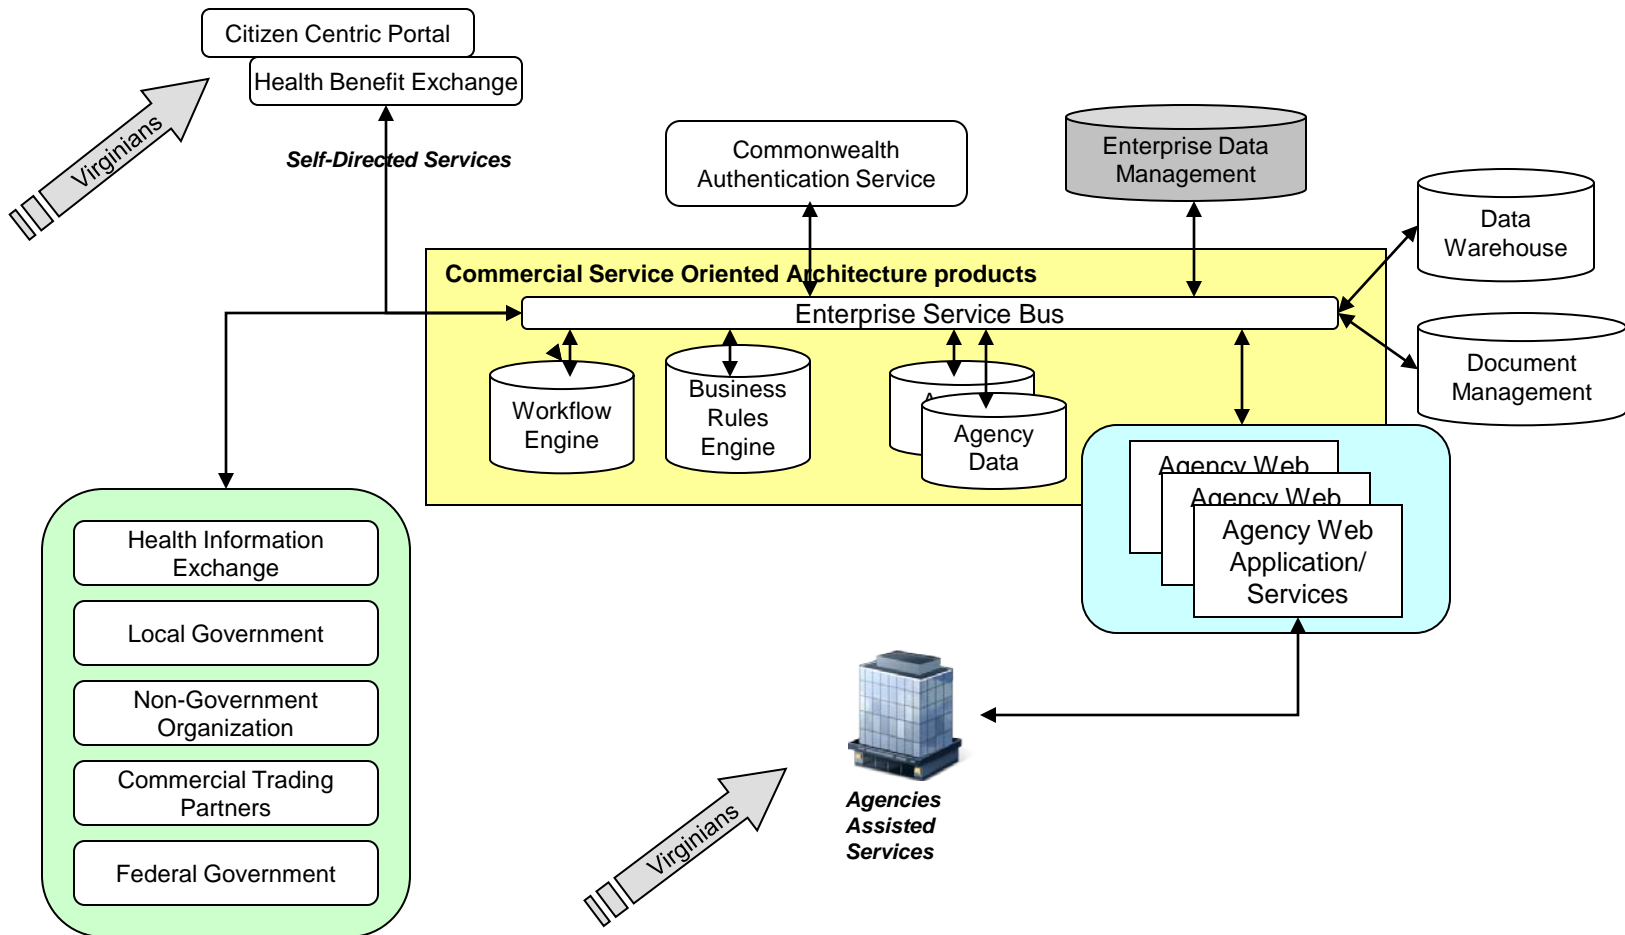 Citizen Centric Portal
Health Benefit Exchange
Virginians
Self-Directed Services
Commonwealth
Authentication Service
Enterprise Data
Management
Data
Warehouse
Commercial Service Oriented Architecture products
Enterprise Service Bus
Document
Management
Workflow
Engine
Business
Rules
Engine
Agency
Data
Agency Web
Agency Web
Agency Web
Application/
Services
Health Information
Exchange
Local Government
Non-Government
Organization
Commercial Trading
Partners
Federal Government
Virginians
Agencies
Assisted
Services